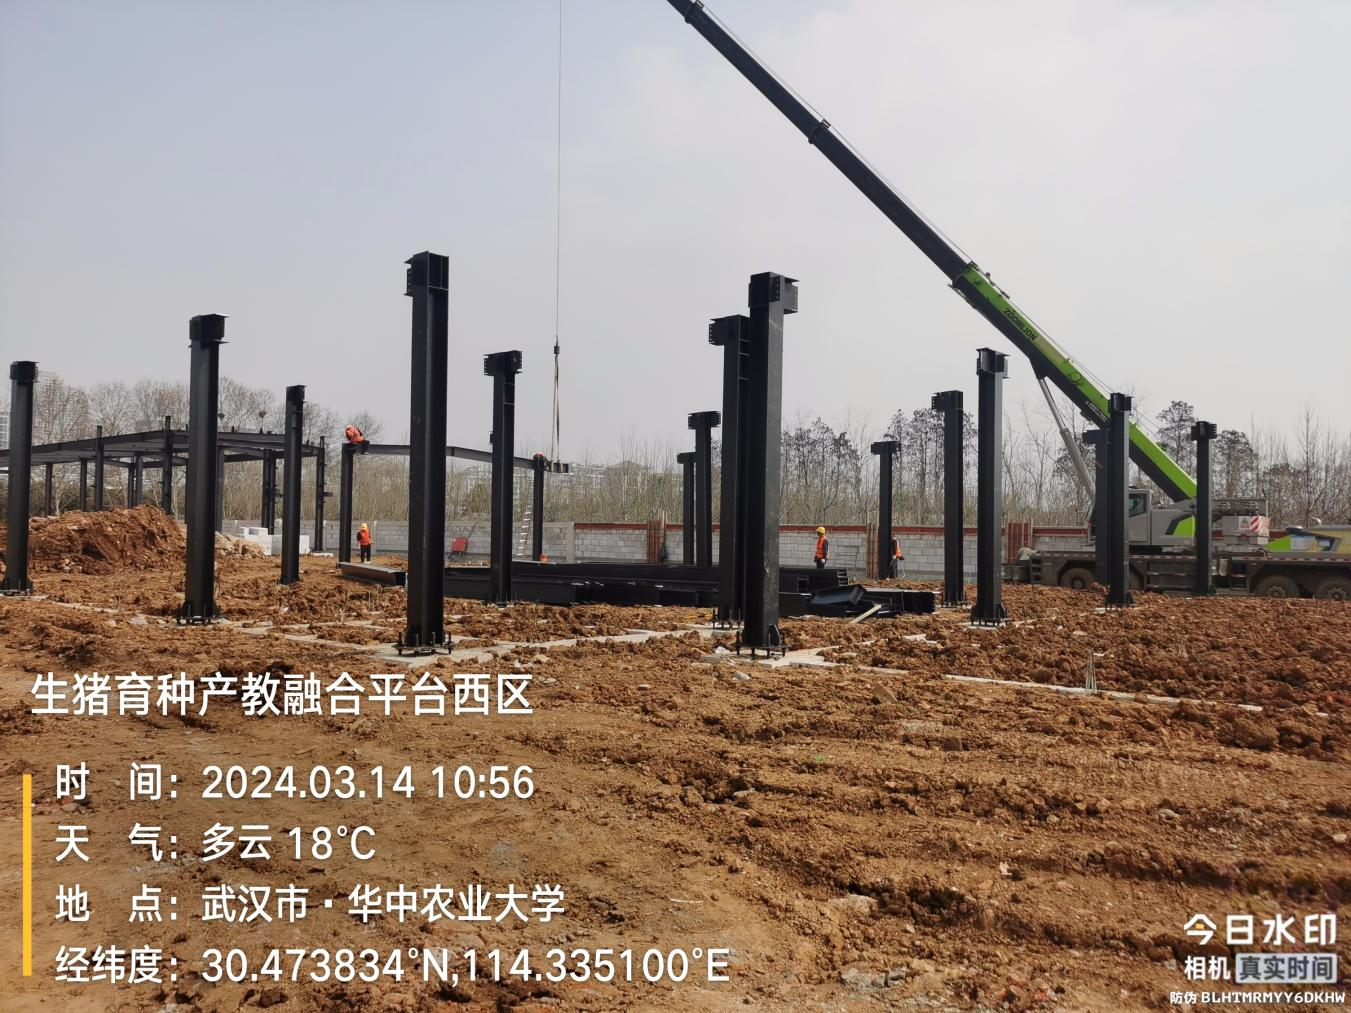 ZOOMLION
生猪育种产教融合平台西区
时 间：2024.03.14 10:56
天 气：多云 18℃
地 点：武汉市·华中农业大学
经纬度：30.473834°N,114.335100°E
今日水印
相机 真实时间
防伪 BLHTMRMYY6DKHW